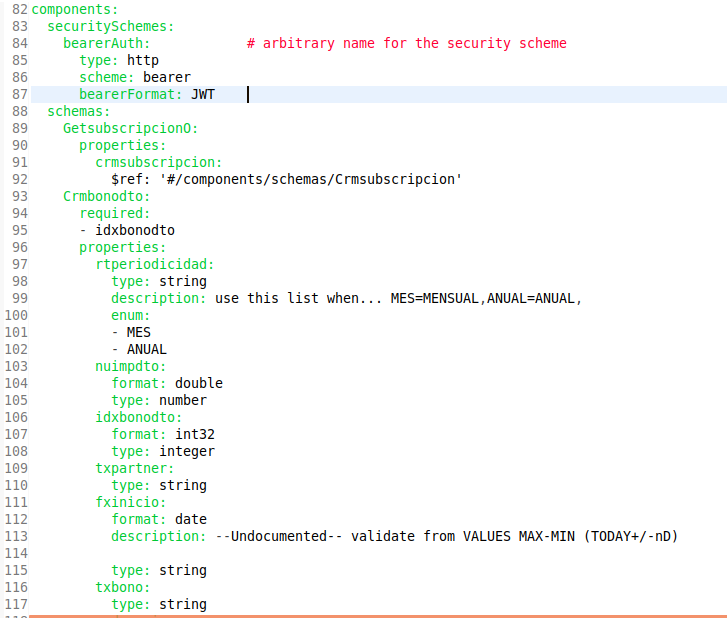 82 components:
83   securitySchemes:
84     bearerAuth:            # arbitrary name for the security scheme
85       type: http
86       scheme: bearer
87       bearerFormat: JWT
88   schemas:
89     GetsubscripcionO:
90       properties:
91         crmsubscripcion:
92           $ref: '#/components/schemas/Crmsubscripcion'
93     Crmbonodto:
94       required:
95       - idxbonodto
96       properties:
97         rtperiodicidad:
98           type: string
99           description: use this list when... MES=MENSUAL,ANUAL=ANUAL,
100           enum:
101           - MES
102           - ANUAL
103         nuimpdto:
104           format: double
105           type: number
106         idxbonodto:
107           format: int32
108           type: integer
109         txpartner:
110           type: string
111         fxinicio:
112           format: date
113           description: --Undocumented-- validate from VALUES MAX-MIN (TODAY+/-nD)
114
115           type: string
116         txbono:
117           type: string